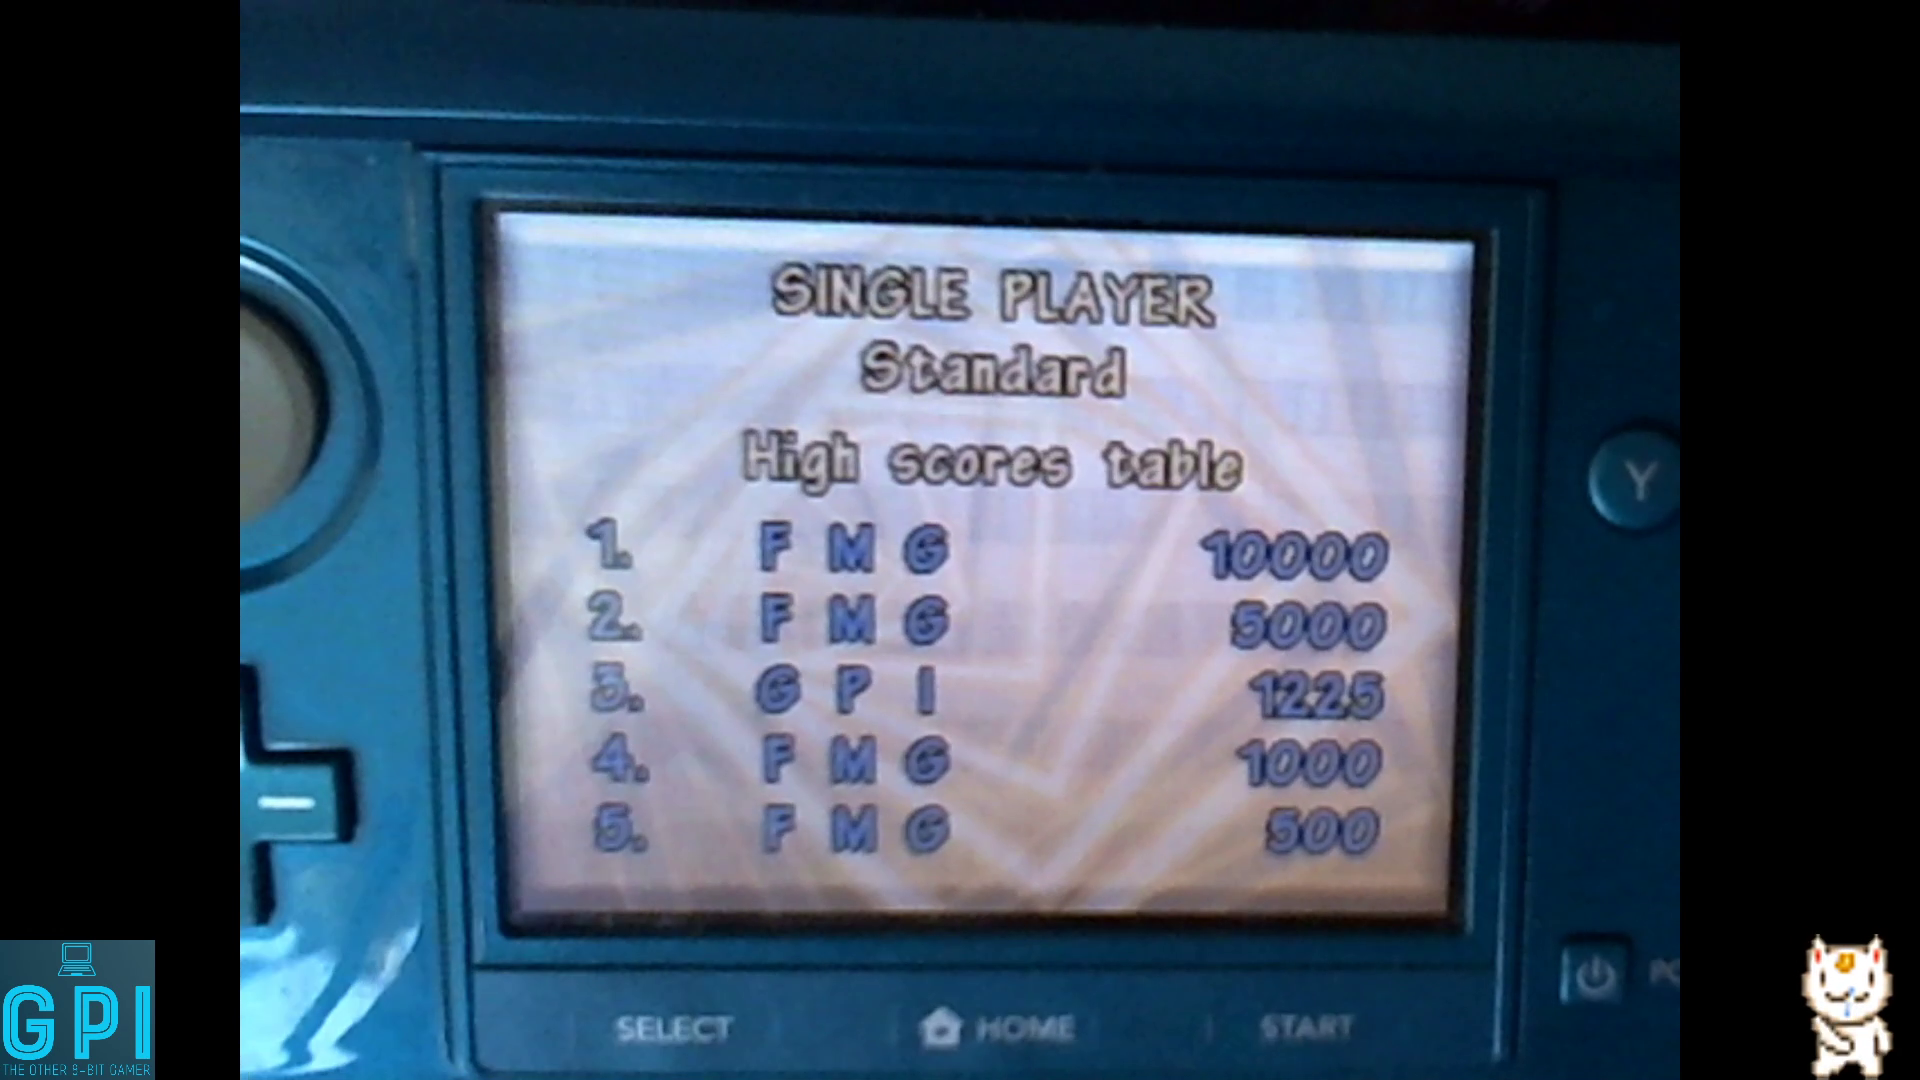 SINGLE PLAYER
Standard
High scores table
1. F M G 10000
2. F M G 5000
3. G P I 1225
4. F M G 1000
5. F M G 500
Y
SELECT HOME START
GPI
THE OTHER 8-BIT GAMER